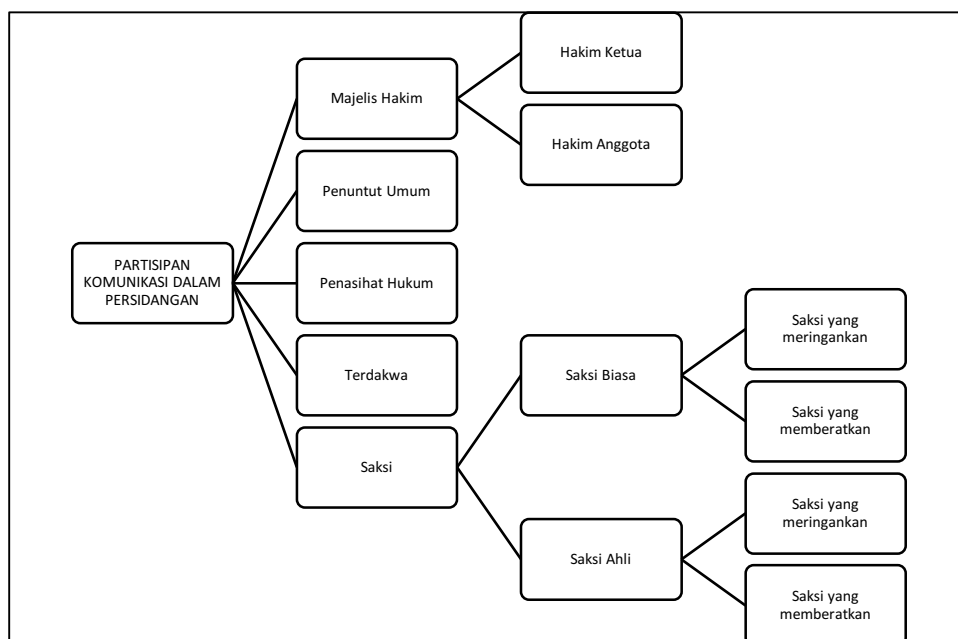 Hakim Ketua
Majelis Hakim
Hakim Anggota
Penuntut Umum
PARTISIPAN
KOMUNIKASI DALAM
PERSIDANGAN
Penasihat Hukum
Terdakwa
Saksi
Saksi Biasa
Saksi yang
meringankan
Saksi yang
memberatkan
Saksi Ahli
Saksi yang
meringankan
Saksi yang
memberatkan